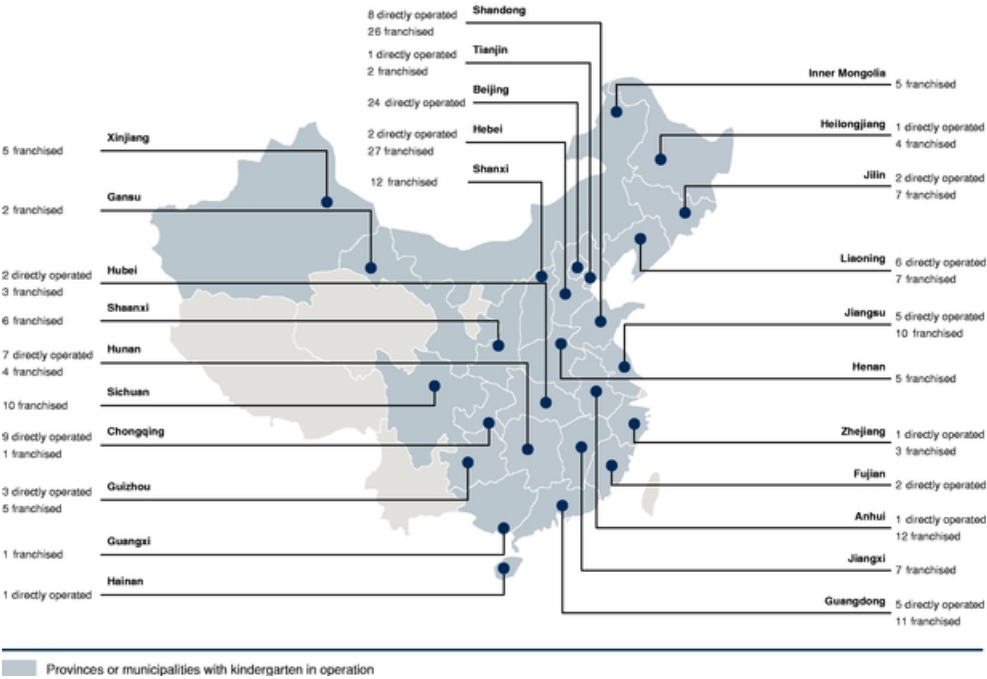 8 directly operated
26 franchised
Shandong
1 directly operated
2 franchised
Tianjin
24 directly operated
Beijing
2 directly operated
27 franchised
Hebei
12 franchised
Shanxi
5 franchised
Xinjiang
2 franchised
Gansu
2 directly operated
3 franchised
Hubei
6 franchised
Shaanxi
7 directly operated
4 franchised
Hunan
10 franchised
Sichuan
9 directly operated
1 franchised
Chongqing
3 directly operated
5 franchised
Guizhou
1 franchised
Guangxi
1 directly operated
Hainan
Inner Mongolia
5 franchised
Heilongjiang
1 directly operated
4 franchised
Jilin
2 directly operated
7 franchised
Liaoning
6 directly operated
7 franchised
Jiangsu
5 directly operated
10 franchised
Henan
5 franchised
Zhejiang
1 directly operated
3 franchised
Fujian
2 directly operated
Anhui
1 directly operated
12 franchised
Jiangxi
7 franchised
Guangdong
5 directly operated
11 franchised
Provinces or municipalities with kindergarten in operation